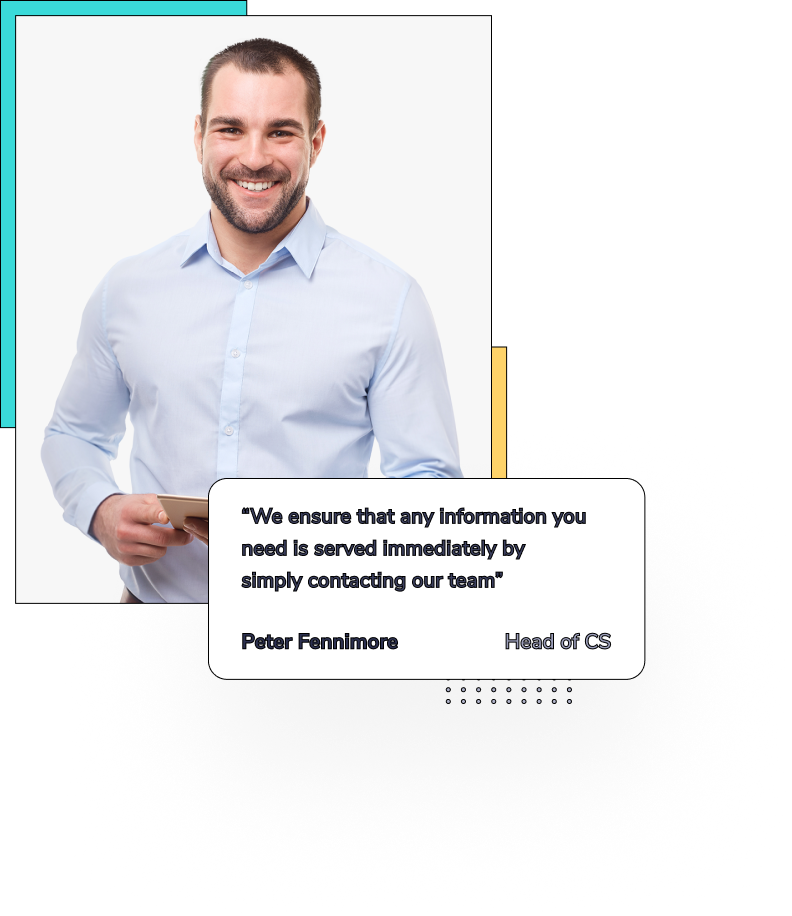 “We ensure that any information you
need is served immediately by
simply contacting our team”
Peter Fennimore
Head of CS